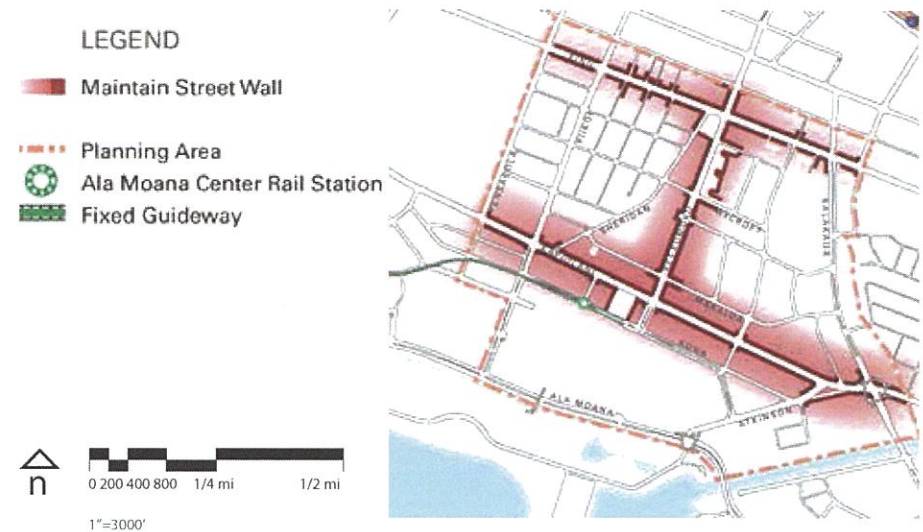 LEGEND
Maintain Street Wall
Planning Area
Ala Moana Center Rail Station
Fixed Guideway
n
0 200 400 800 1/4 mi 1/2 mi
1"=3000'
KING
SHERIDAN
KAPIOLANI
KALAKAUA
MAKALOA
KONA
ATKINSON
ALA MOANA